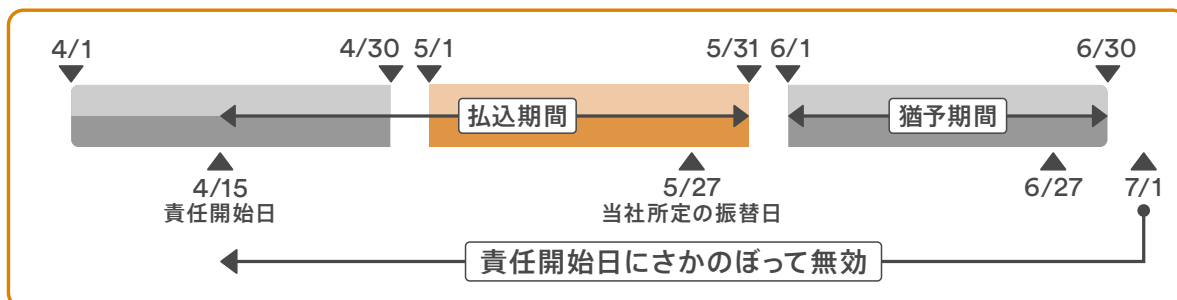 4/1 4/30 5/1 5/31 6/1 6/30
払込期間 猶予期間
4/15 5/27 6/27 7/1
責任開始日 当社所定の振替日
責任開始日にさかのぼって無効